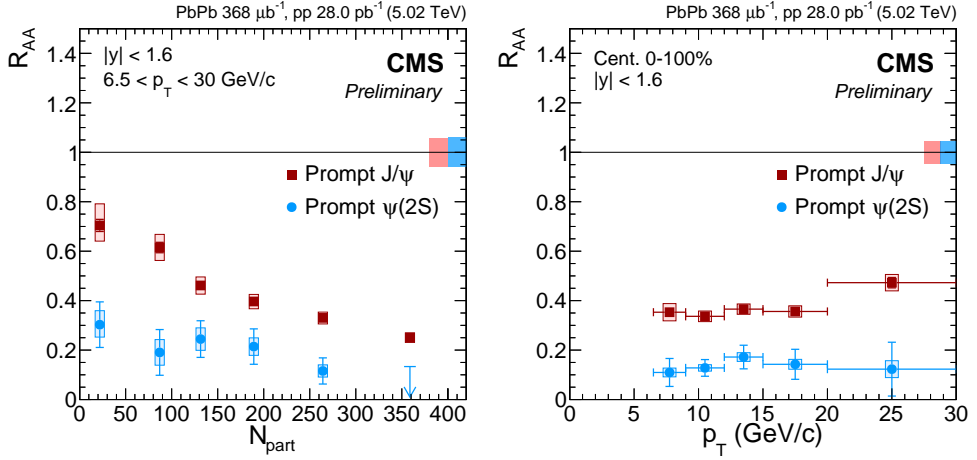 PbPb 368 μb⁻¹, pp 28.0 pb⁻¹ (5.02 TeV)
R_AA
1.4
1.2
1
0.8
0.6
0.4
0.2
0
|y| < 1.6
6.5 < p_T < 30 GeV/c
CMS
Preliminary
Prompt J/ψ
Prompt ψ(2S)
0 50 100 150 200 250 300 350 400
N_part
PbPb 368 μb⁻¹, pp 28.0 pb⁻¹ (5.02 TeV)
R_AA
1.4
1.2
1
0.8
0.6
0.4
0.2
0
Cent. 0-100%
|y| < 1.6
CMS
Preliminary
Prompt J/ψ
Prompt ψ(2S)
0 5 10 15 20 25 30
p_T (GeV/c)